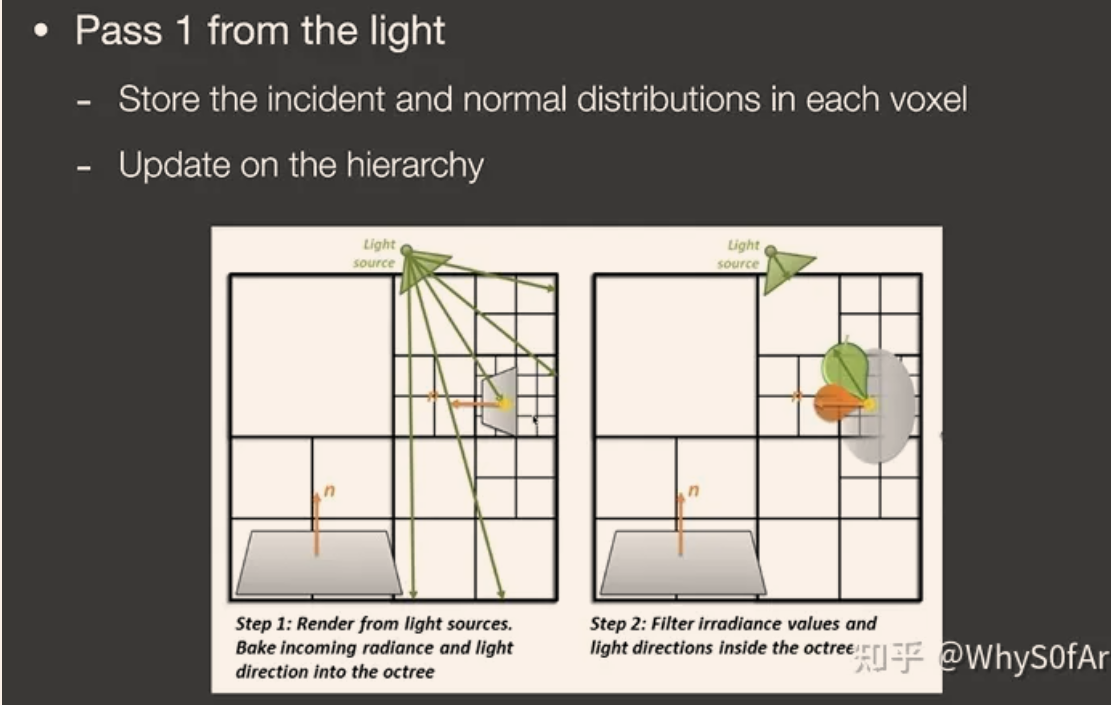 • Pass 1 from the light
- Store the incident and normal distributions in each voxel
- Update on the hierarchy
Light
source
n
n
Step 1: Render from light sources.
Bake incoming radiance and light
direction into the octree
Light
source
n
n
Step 2: Filter irradiance values and
light directions inside the octree
知乎 @WhyS0fAr